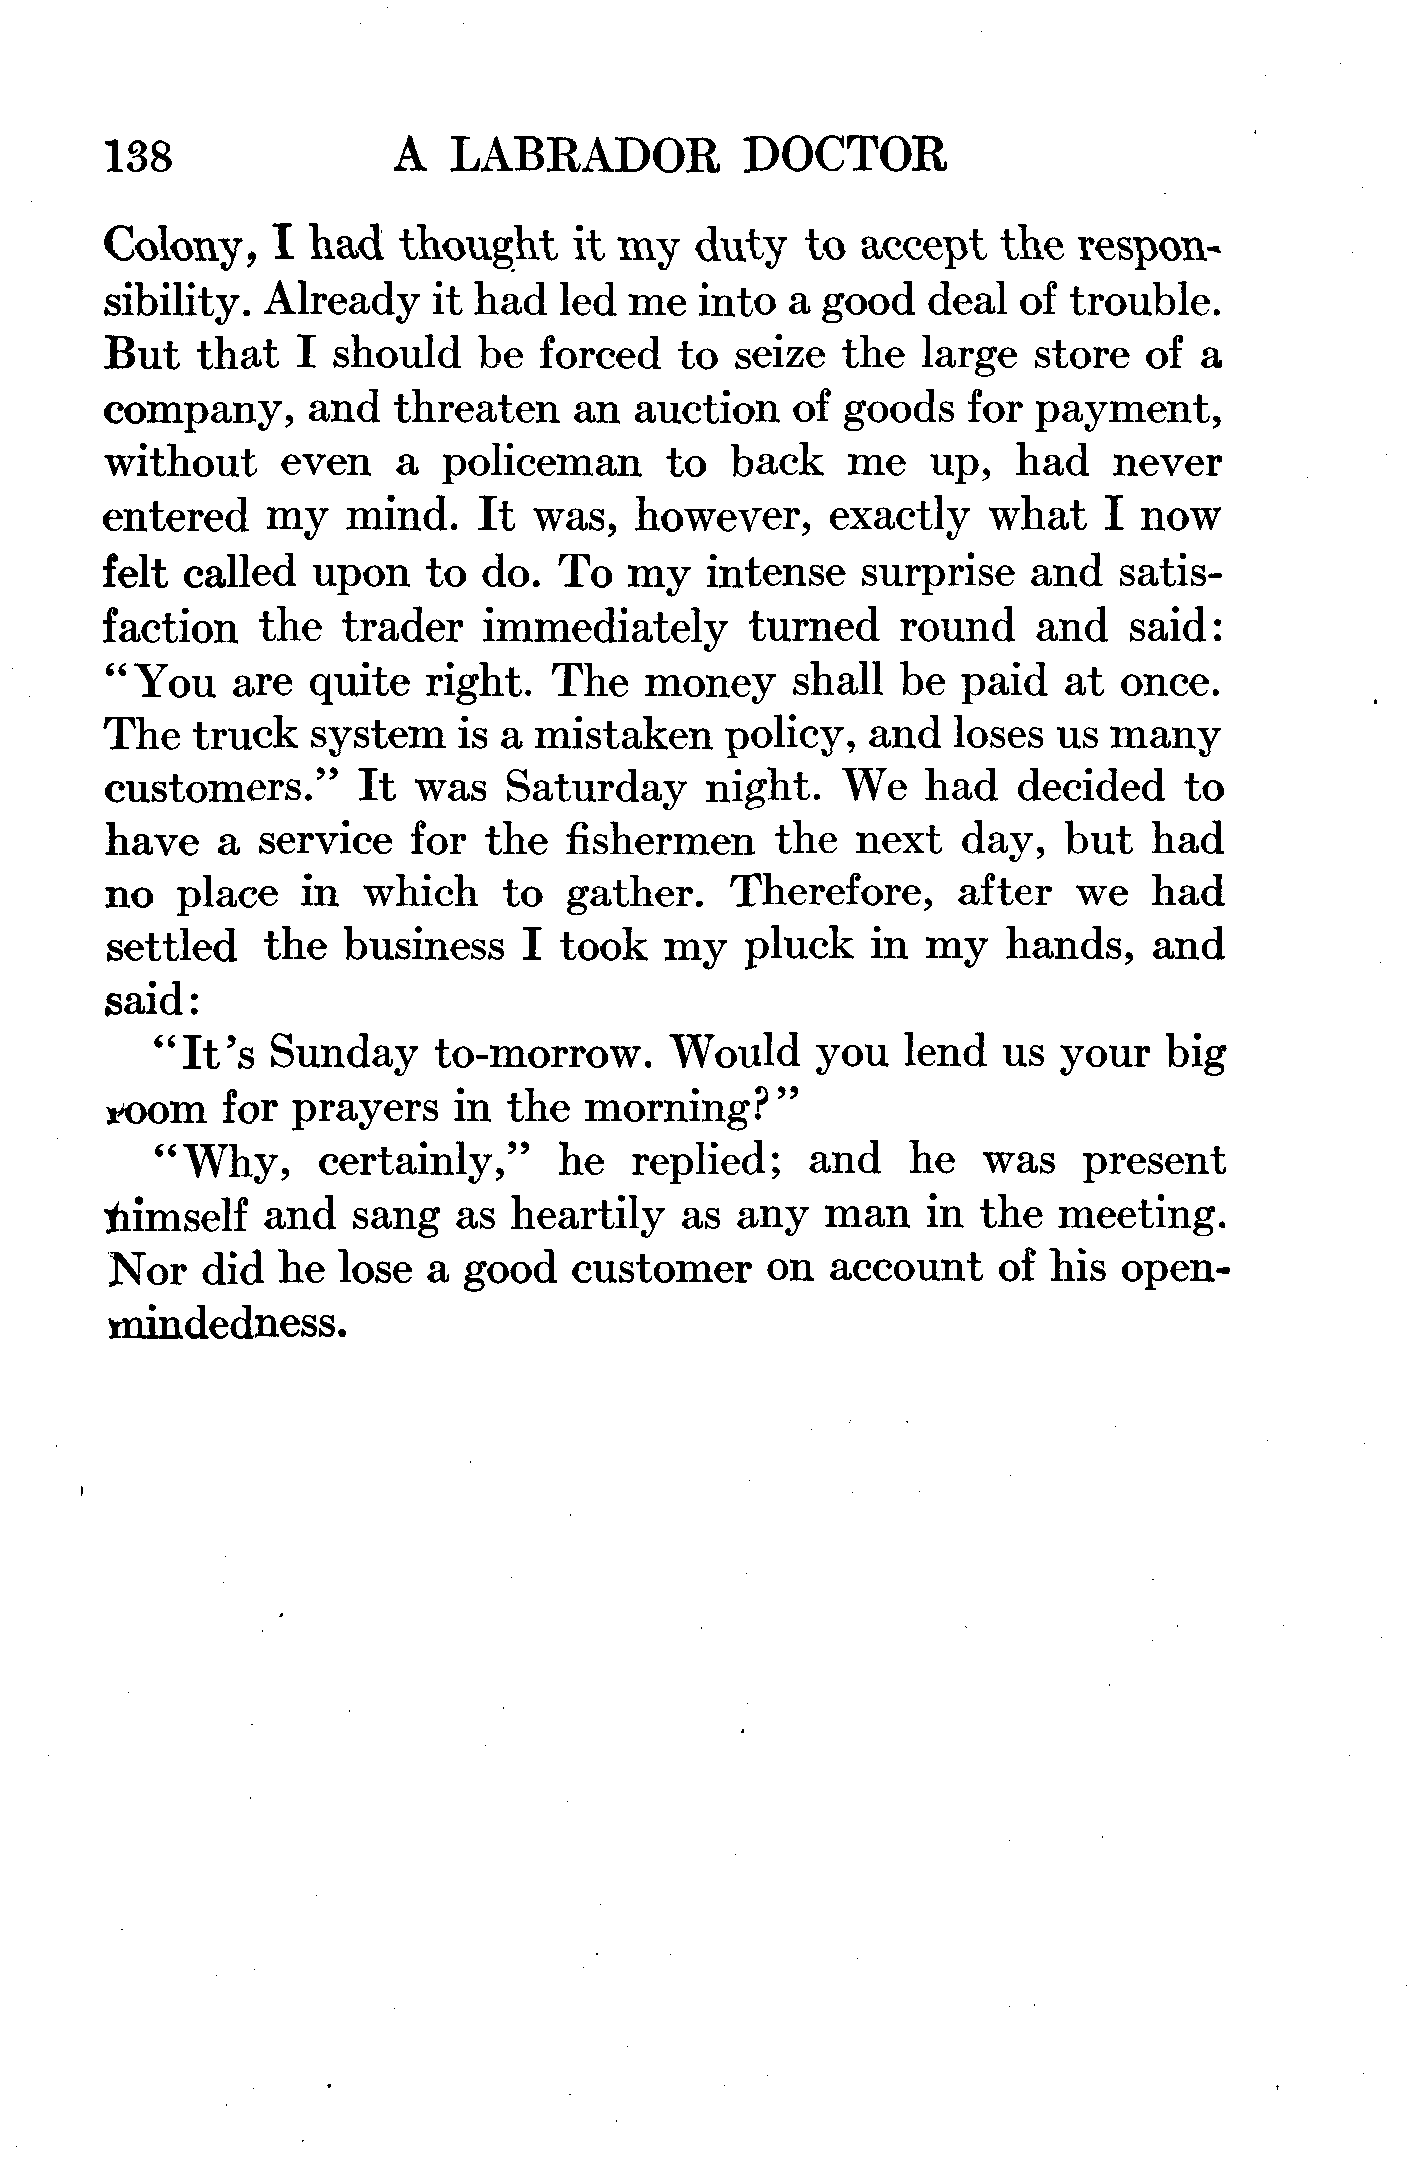 138 A LABRADOR DOCTOR
Colony, I had thought it my duty to accept the respon-
sibility. Already it had led me into a good deal of trouble.
But that I should be forced to seize the large store of a
company, and threaten an auction of goods for payment,
without even a policeman to back me up, had never
entered my mind. It was, however, exactly what I now
felt called upon to do. To my intense surprise and satis-
faction the trader immediately turned round and said:
“You are quite right. The money shall be paid at once.
The truck system is a mistaken policy, and loses us many
customers.” It was Saturday night. We had decided to
have a service for the fishermen the next day, but had
no place in which to gather. Therefore, after we had
settled the business I took my pluck in my hands, and
said:
“It’s Sunday to-morrow. Would you lend us your big
room for prayers in the morning?”
“Why, certainly,” he replied; and he was present
himself and sang as heartily as any man in the meeting.
Nor did he lose a good customer on account of his open-
mindedness.